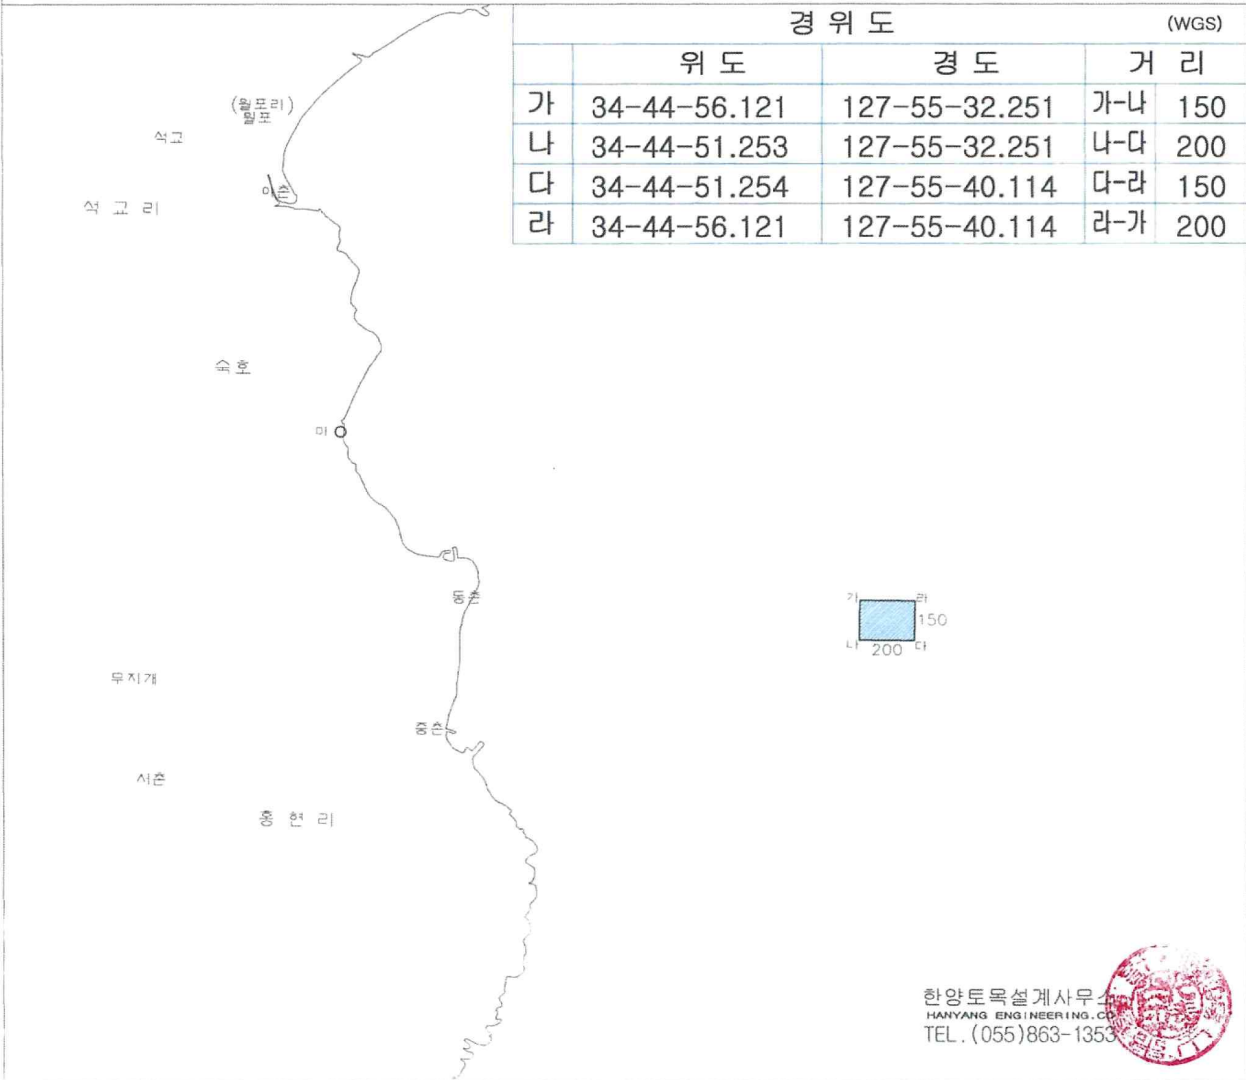 경 위 도 (WGS)
위 도 경 도 거 리
가 34-44-56.121 127-55-32.251 가-나 150
나 34-44-51.253 127-55-32.251 나-다 200
다 34-44-51.254 127-55-40.114 다-라 150
라 34-44-56.121 127-55-40.114 라-가 200
(월포리)
월포
석교
석 교 리
숙호
마
가 라
150
나 200 다
무지개
서촌
홍 현 리
한양토목설계사무소
HANYANG ENGINEERING.CO
TEL.(055)863-1353